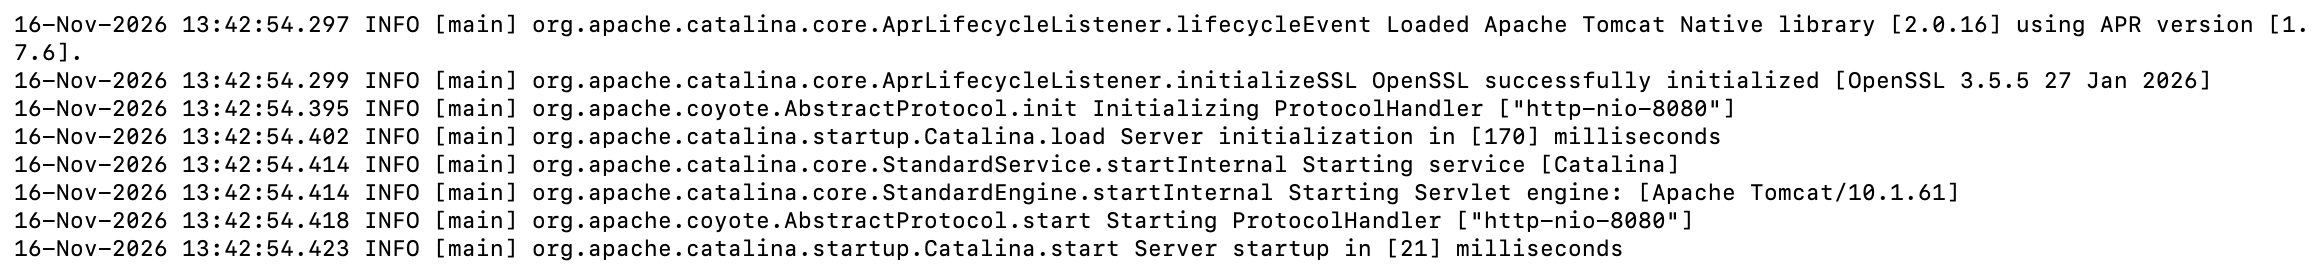 16-Nov-2026 13:42:54.297 INFO [main] org.apache.catalina.core.AprLifecycleListener.lifecycleEvent Loaded Apache Tomcat Native library [2.0.16] using APR version [1.
7.6].
16-Nov-2026 13:42:54.299 INFO [main] org.apache.catalina.core.AprLifecycleListener.initializeSSL OpenSSL successfully initialized [OpenSSL 3.5.5 27 Jan 2026]
16-Nov-2026 13:42:54.395 INFO [main] org.apache.coyote.AbstractProtocol.init Initializing ProtocolHandler ["http-nio-8080"]
16-Nov-2026 13:42:54.402 INFO [main] org.apache.catalina.startup.Catalina.load Server initialization in [170] milliseconds
16-Nov-2026 13:42:54.414 INFO [main] org.apache.catalina.core.StandardService.startInternal Starting service [Catalina]
16-Nov-2026 13:42:54.414 INFO [main] org.apache.catalina.core.StandardEngine.startInternal Starting Servlet engine: [Apache Tomcat/10.1.61]
16-Nov-2026 13:42:54.418 INFO [main] org.apache.coyote.AbstractProtocol.start Starting ProtocolHandler ["http-nio-8080"]
16-Nov-2026 13:42:54.423 INFO [main] org.apache.catalina.startup.Catalina.start Server startup in [21] milliseconds